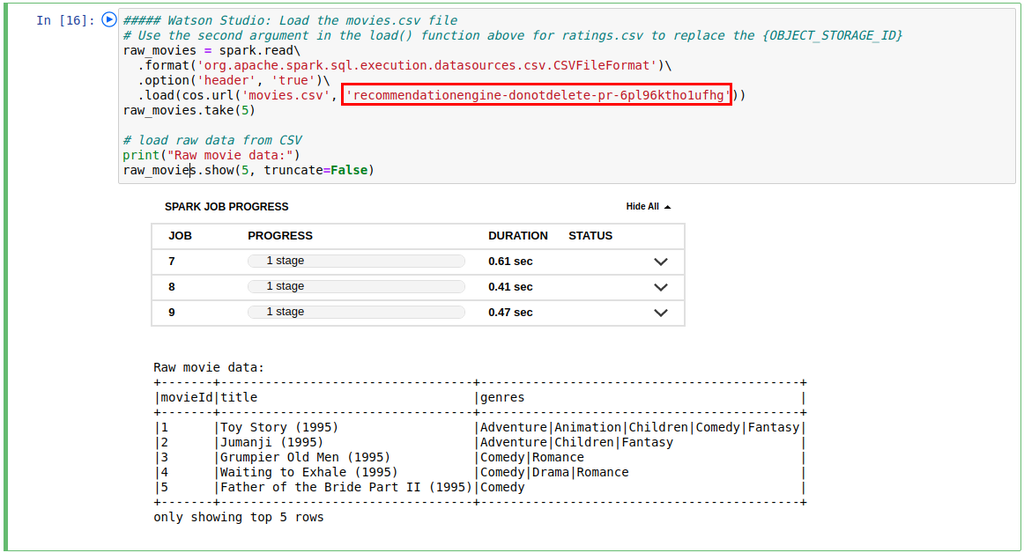 In [16]:
##### Watson Studio: Load the movies.csv file
# Use the second argument in the load() function above for ratings.csv to replace the {OBJECT_STORAGE_ID}
raw_movies = spark.read\
  .format('org.apache.spark.sql.execution.datasources.csv.CSVFileFormat')\
  .option('header', 'true')\
  .load(cos.url('movies.csv', 'recommendationengine-donotdelete-pr-6pl96ktho1ufhg'))
raw_movies.take(5)

# load raw data from CSV
print("Raw movie data:")
raw_movies.show(5, truncate=False)
SPARK JOB PROGRESS Hide All
JOB PROGRESS DURATION STATUS
7 1 stage 0.61 sec
8 1 stage 0.41 sec
9 1 stage 0.47 sec
Raw movie data:
+-------+----------------------------------+-------------------------------------------+
|movieId|title                             |genres                                     |
+-------+----------------------------------+-------------------------------------------+
|1      |Toy Story (1995)                  |Adventure|Animation|Children|Comedy|Fantasy|
|2      |Jumanji (1995)                    |Adventure|Children|Fantasy                 |
|3      |Grumpier Old Men (1995)           |Comedy|Romance                             |
|4      |Waiting to Exhale (1995)          |Comedy|Drama|Romance                       |
|5      |Father of the Bride Part II (1995)|Comedy                                     |
+-------+----------------------------------+-------------------------------------------+
only showing top 5 rows